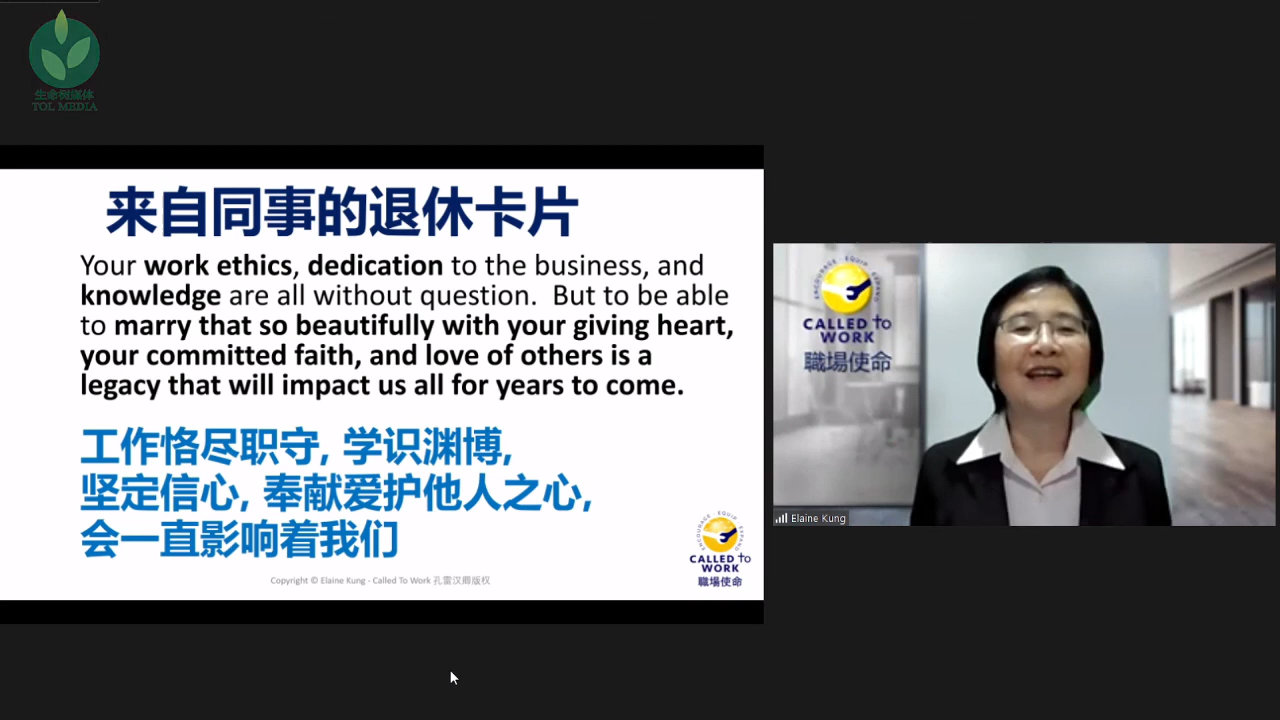 生命树媒体
TOL MEDIA
来自同事的退休卡片
Your work ethics, dedication to the business, and
knowledge are all without question.  But to be able
to marry that so beautifully with your giving heart,
your committed faith, and love of others is a
legacy that will impact us all for years to come.
工作恪尽职守, 学识渊博,
坚定信心, 奉献爱护他人之心,
会一直影响着我们
ENCOURAGE EQUIP EXPAND
CALLED to
WORK
職場使命
Copyright © Elaine Kung - Called To Work 孔雷汉卿版权
ENCOURAGE EQUIP EXPAND
CALLED to
WORK
職場使命
Elaine Kung